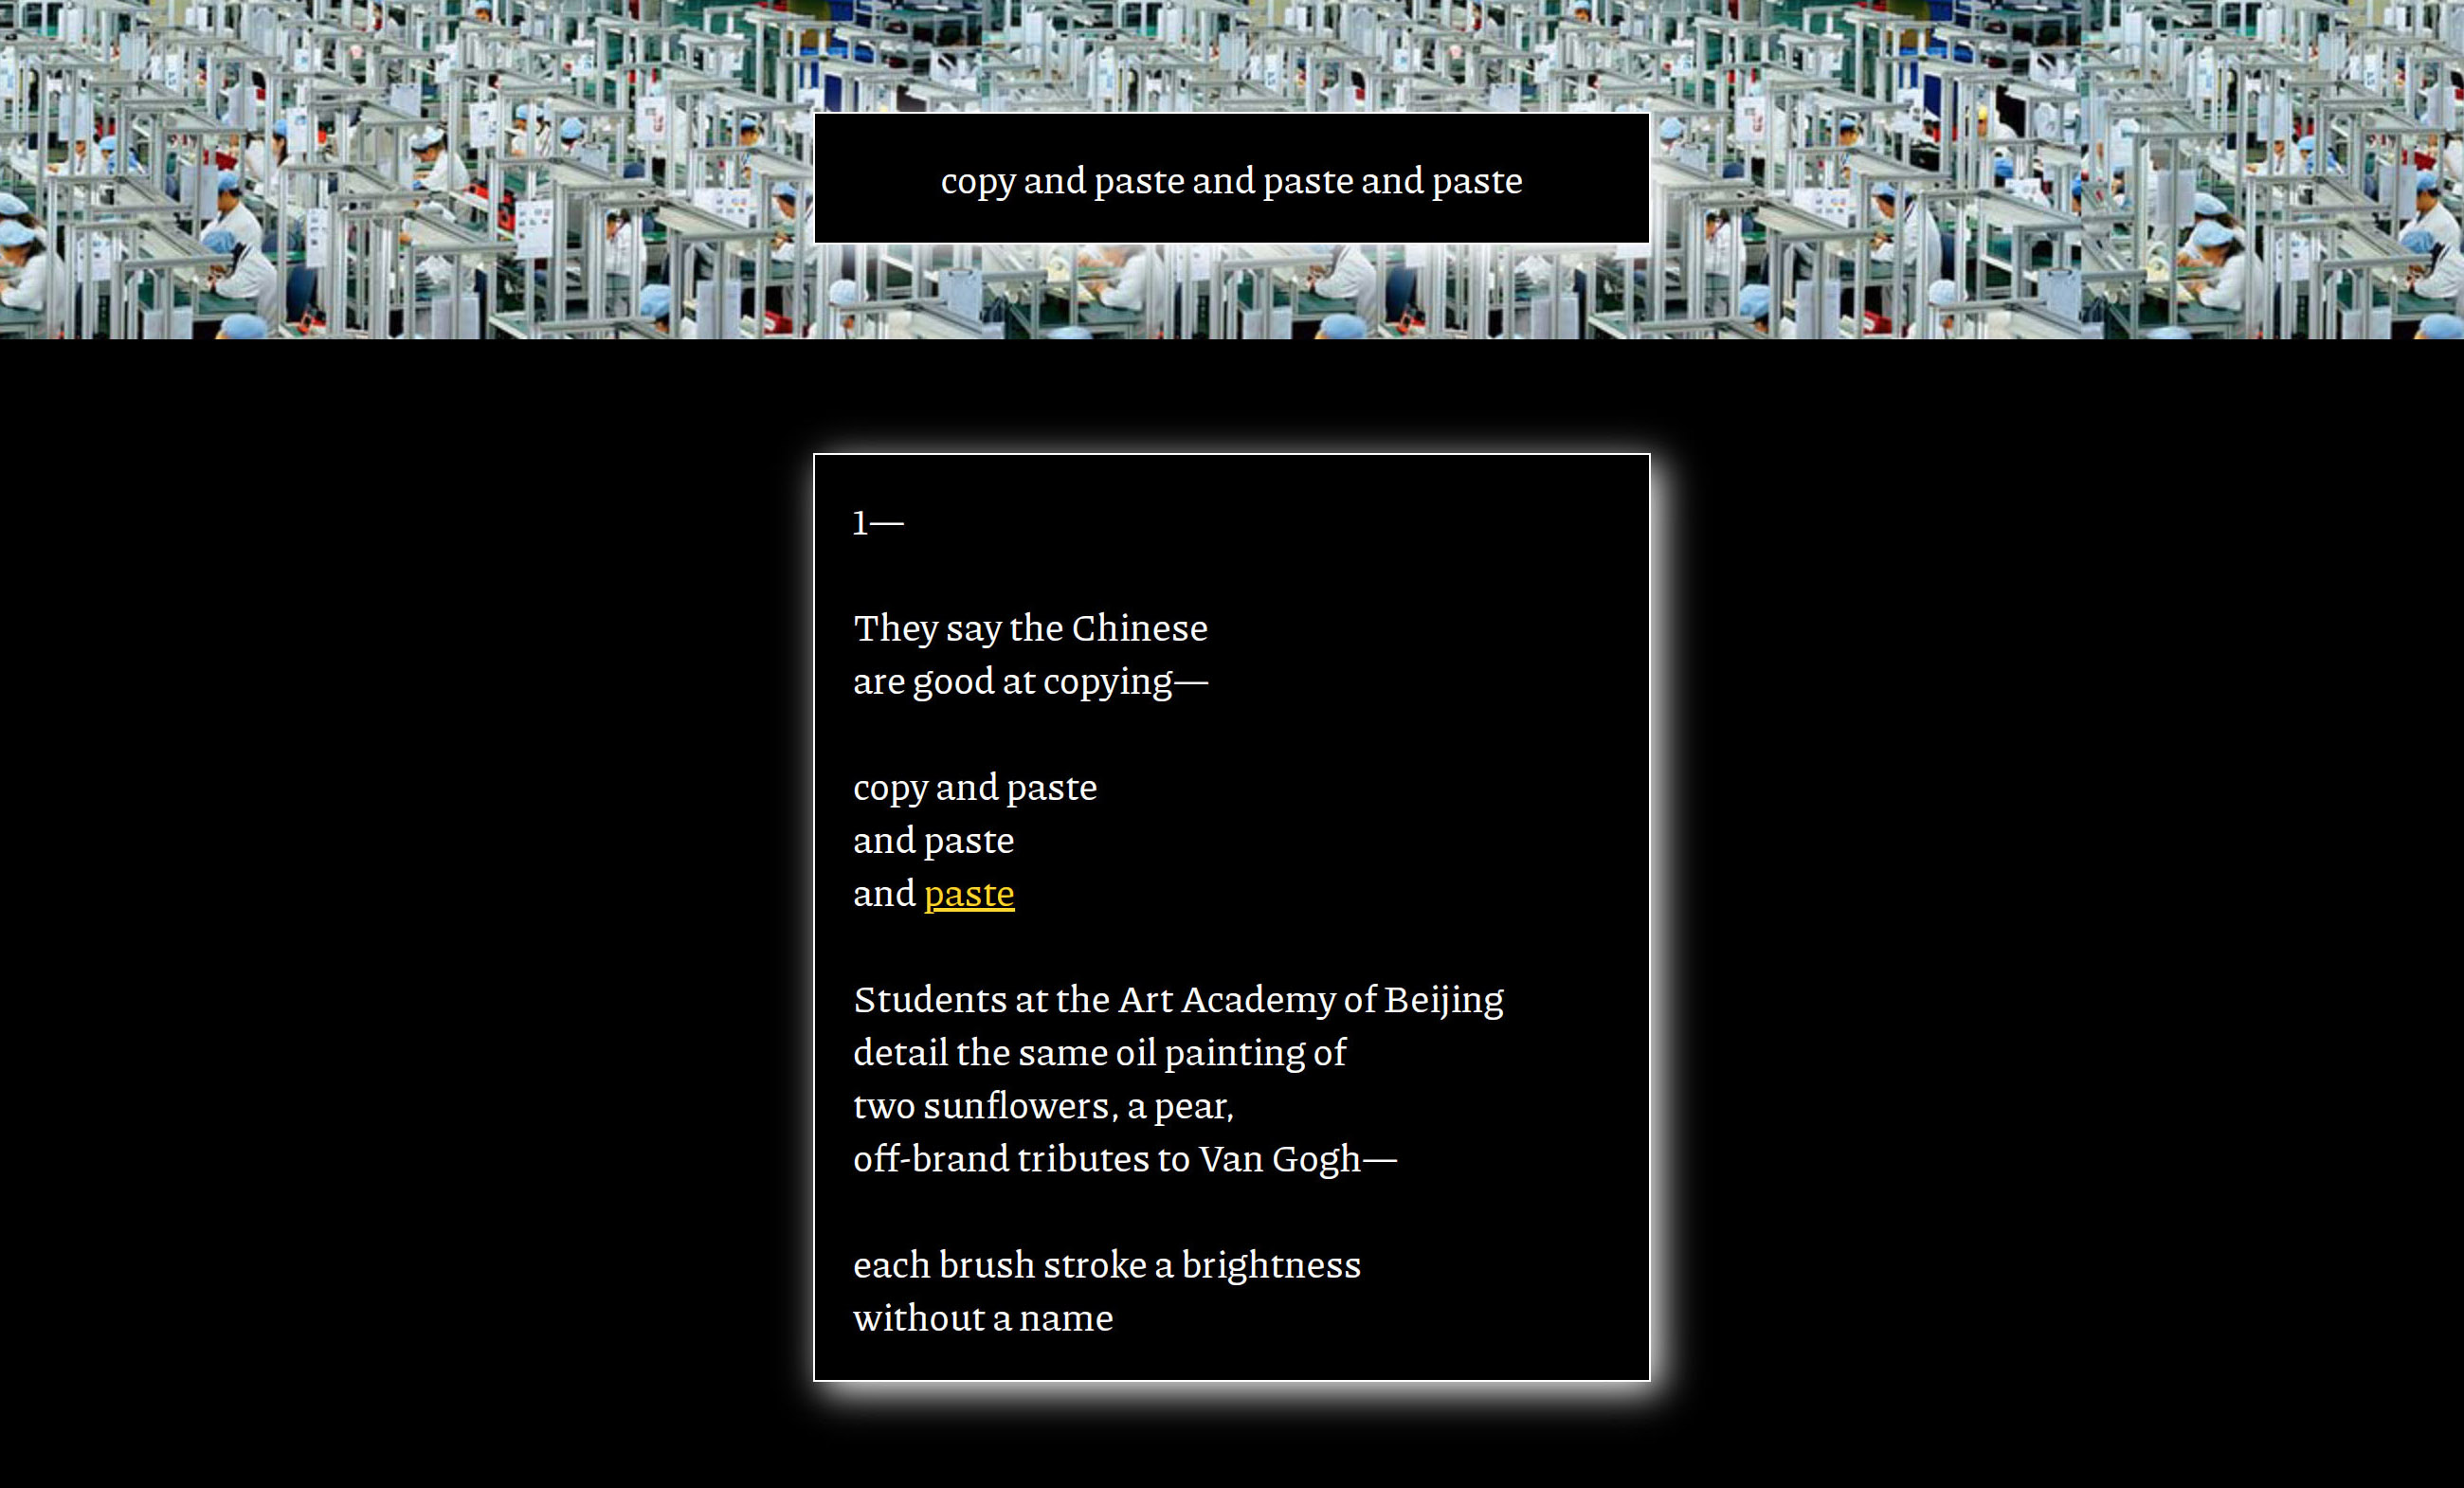 copy and paste and paste and paste
1—
They say the Chinese
are good at copying—
copy and paste
and paste
and paste
Students at the Art Academy of Beijing
detail the same oil painting of
two sunflowers, a pear,
off-brand tributes to Van Gogh—
each brush stroke a brightness
without a name